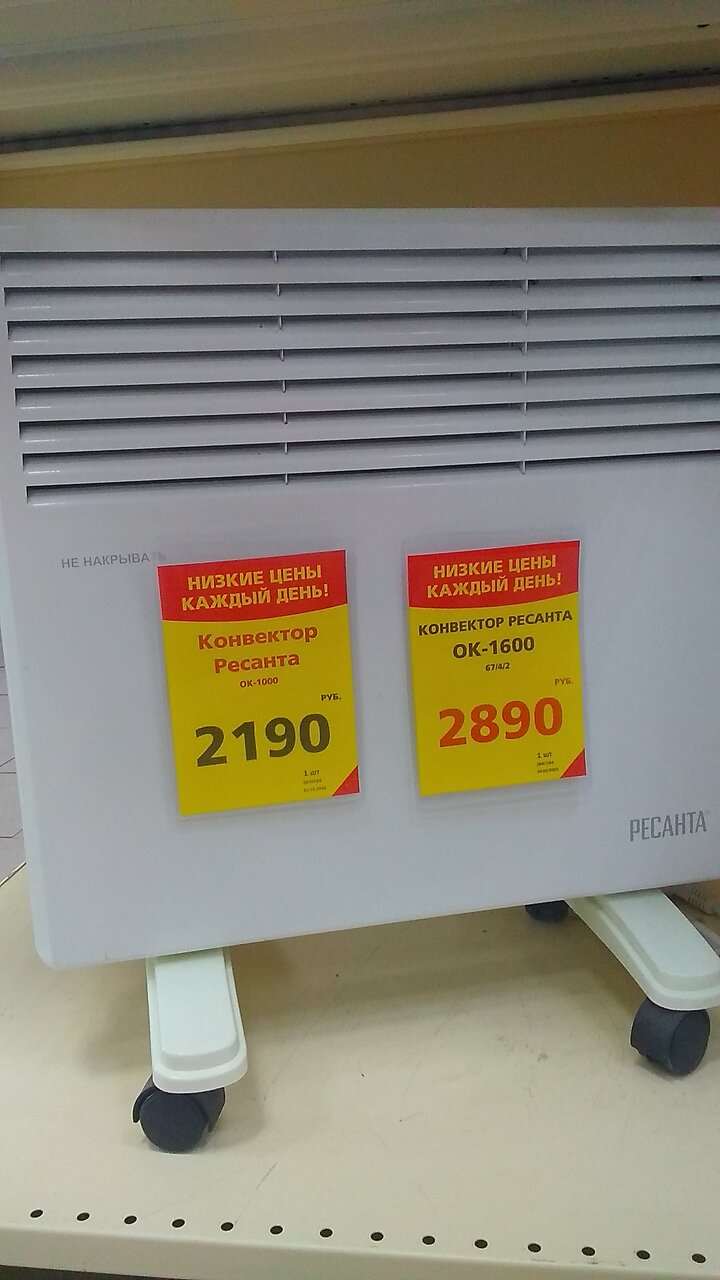 НЕ НАКРЫВА
НИЗКИЕ ЦЕНЫ
КАЖДЫЙ ДЕНЬ!
Конвектор
Ресанта
ОК-1000
РУБ.
2190
1 шт
НИЗКИЕ ЦЕНЫ
КАЖДЫЙ ДЕНЬ!
КОНВЕКТОР РЕСАНТА
ОК-1600
67/4/2
РУБ.
2890
1 шт
РЕСАНТА